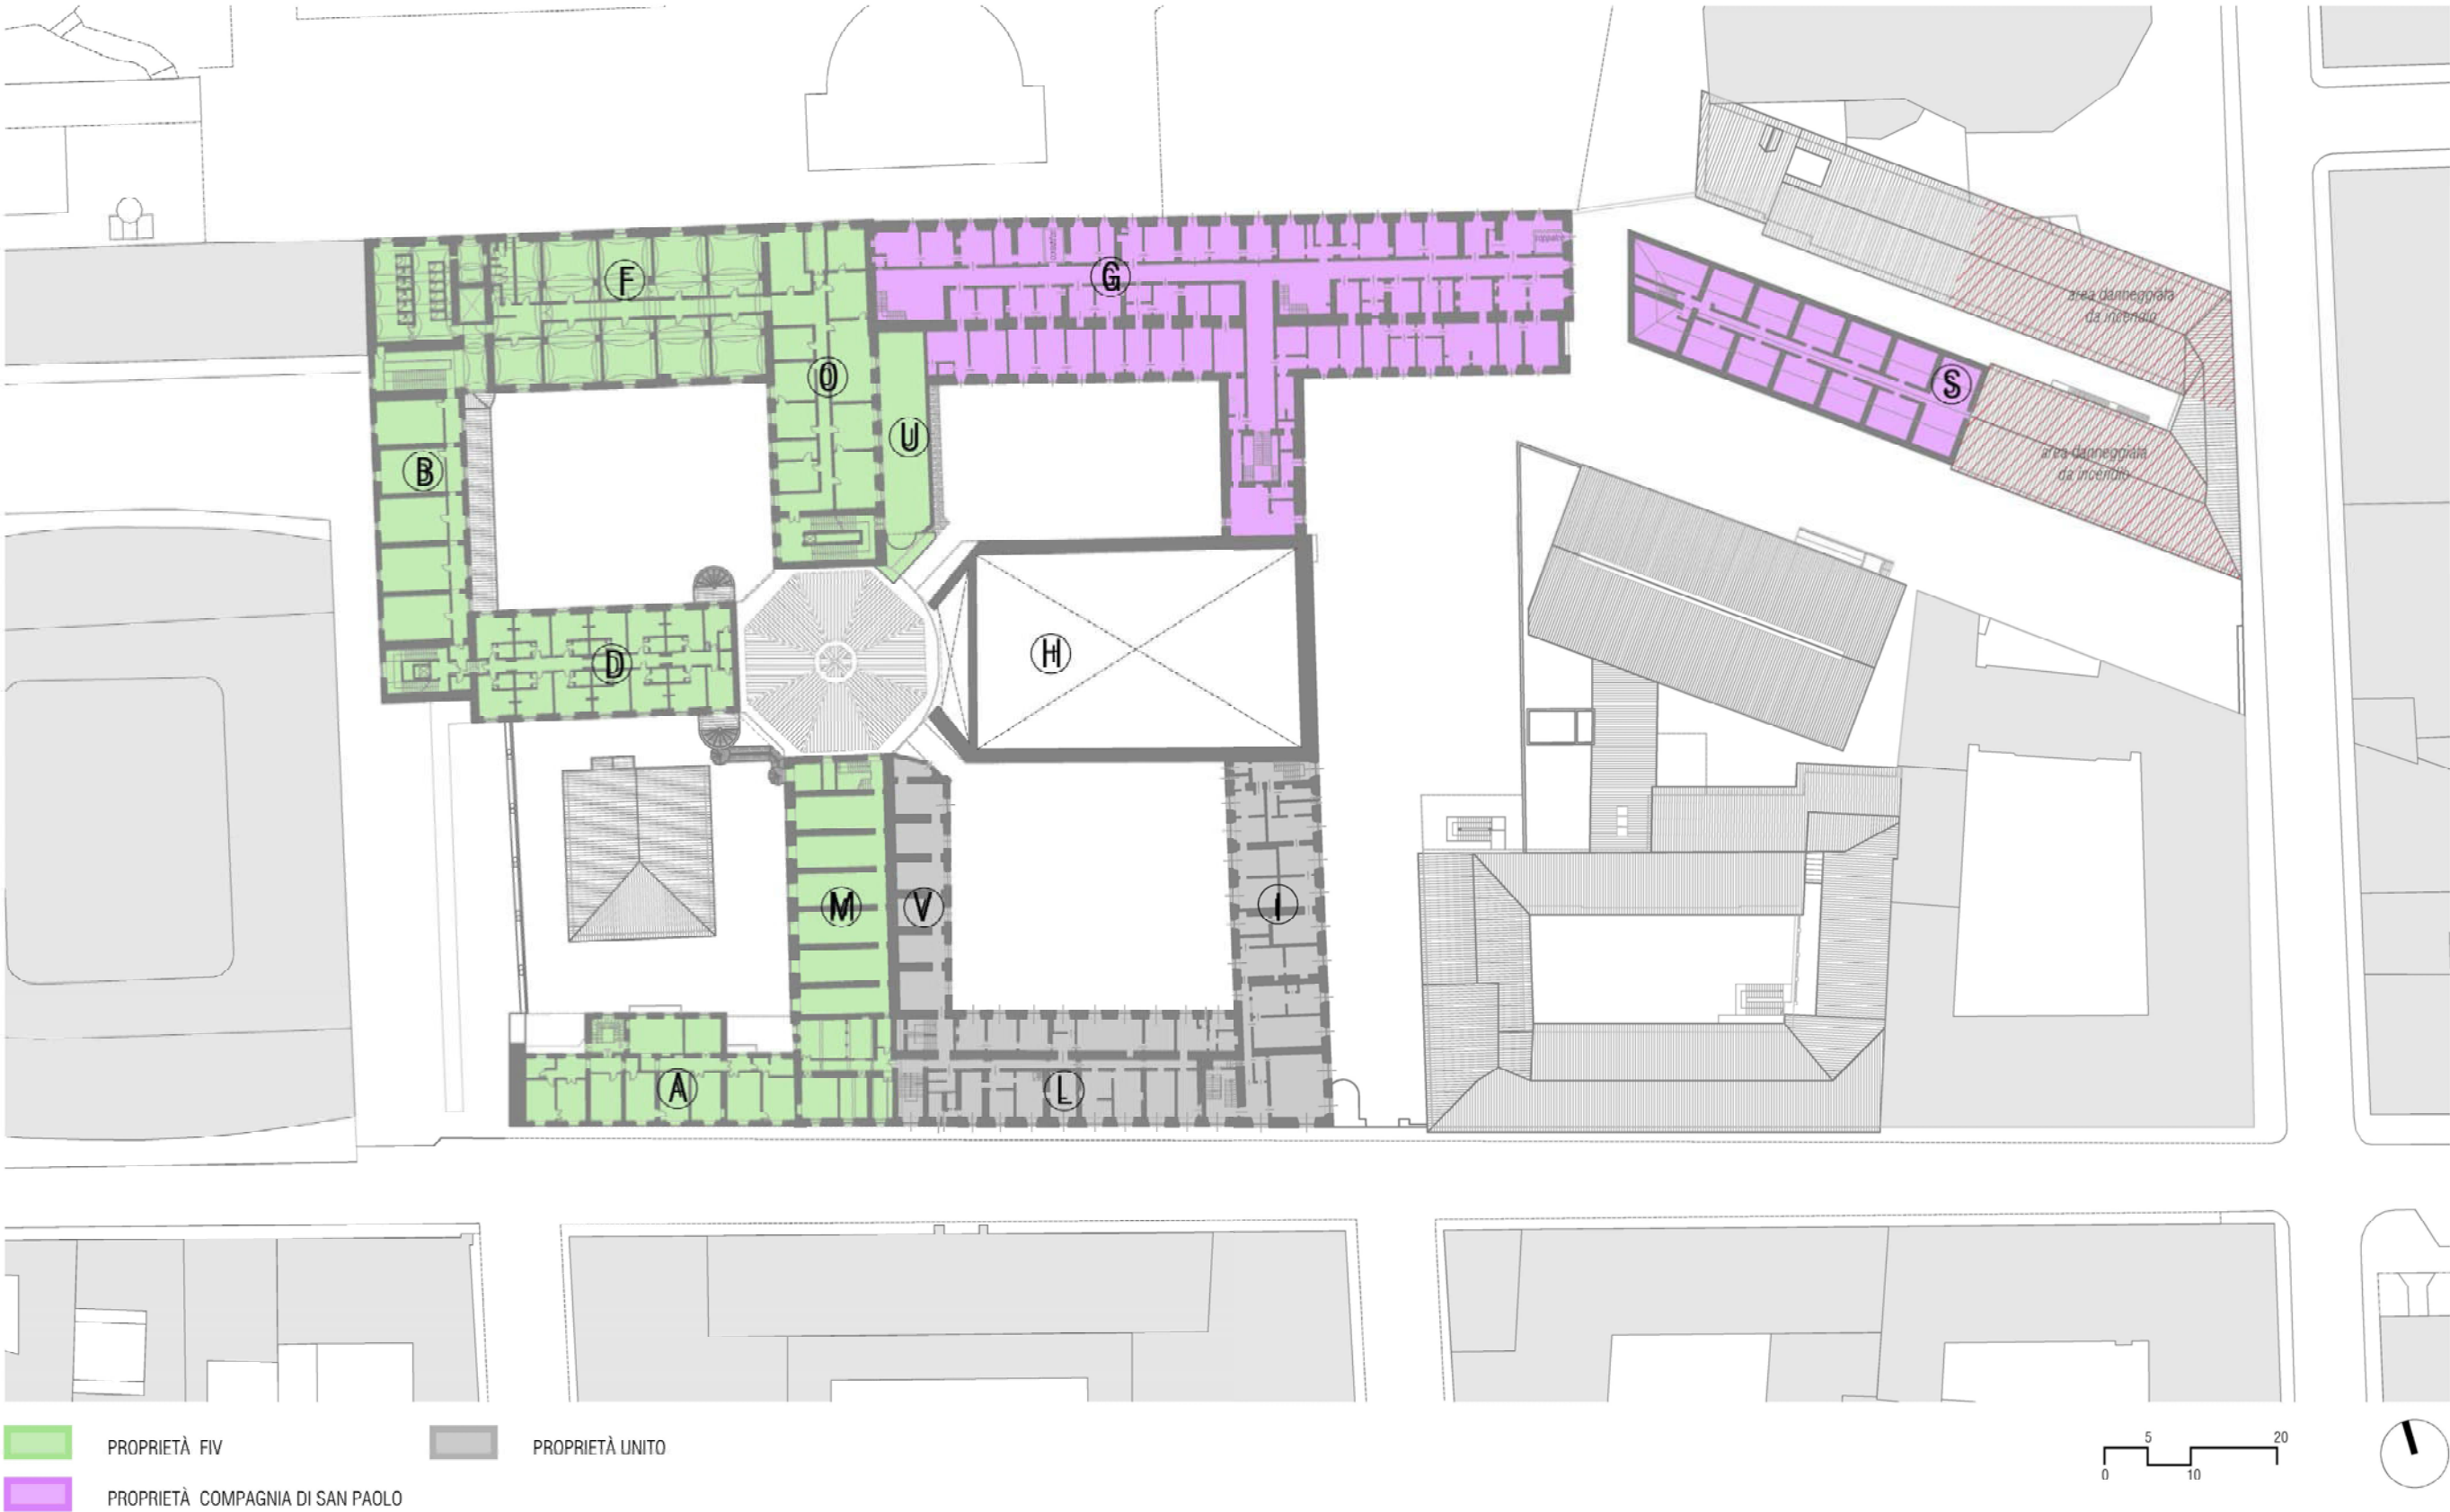 F
G
O
U
B
S
area danneggiata
da incendio
area danneggiata
da incendio
H
D
M
V
I
A
L
PROPRIETÀ FIV
PROPRIETÀ UNITO
PROPRIETÀ COMPAGNIA DI SAN PAOLO
5
20
0
10